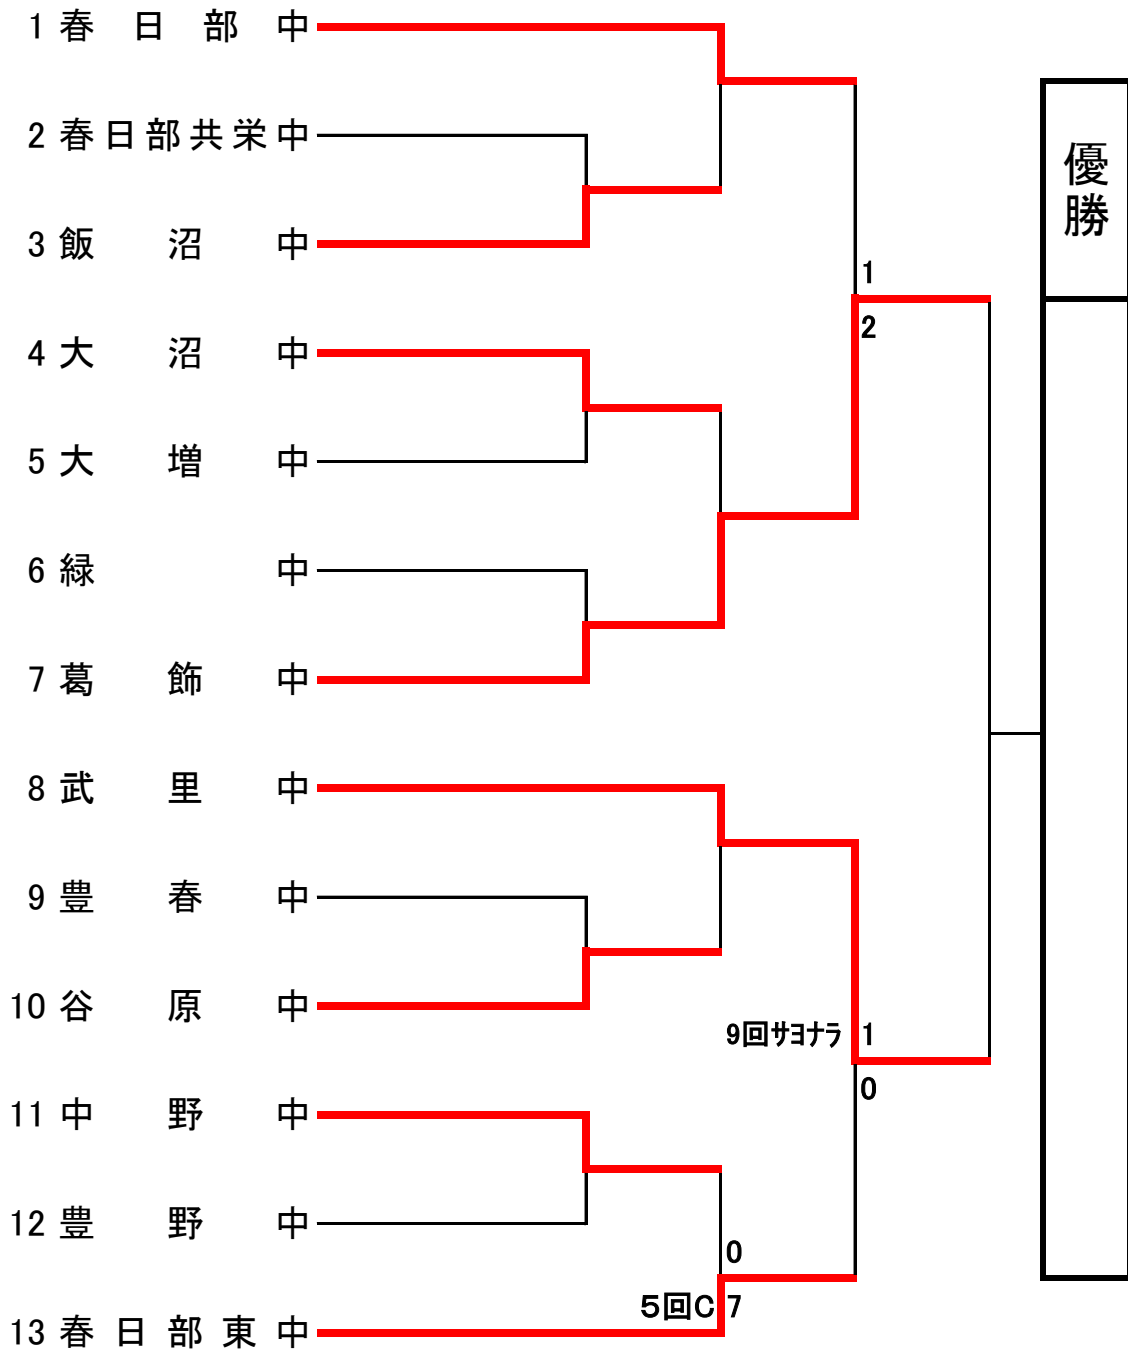 1 春日部中
2 春日部共栄中
3 飯沼中
優勝
1
2
4 大沼中
5 大増中
6 緑中
7 葛飾中
8 武里中
9 豊春中
10 谷原中
9回サヨナラ 1
0
11 中野中
12 豊野中
0
5回C 7
13 春日部東中